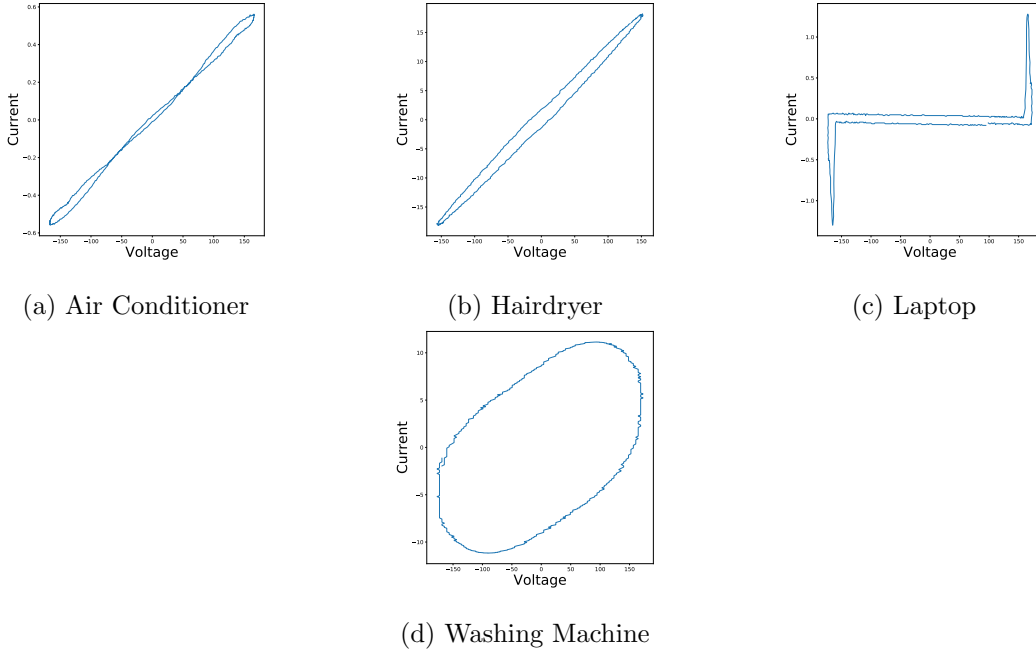 0.6
0.4
0.2
0.0
−0.2
−0.4
−0.6
Current
−150 −100 −50 0 50 100 150
Voltage
(a) Air Conditioner
15
10
5
0
−5
−10
−15
Current
−150 −100 −50 0 50 100 150
Voltage
(b) Hairdryer
1.0
0.5
0.0
−0.5
−1.0
Current
−150 −100 −50 0 50 100 150
Voltage
(c) Laptop
10
5
0
−5
−10
Current
−150 −100 −50 0 50 100 150
Voltage
(d) Washing Machine